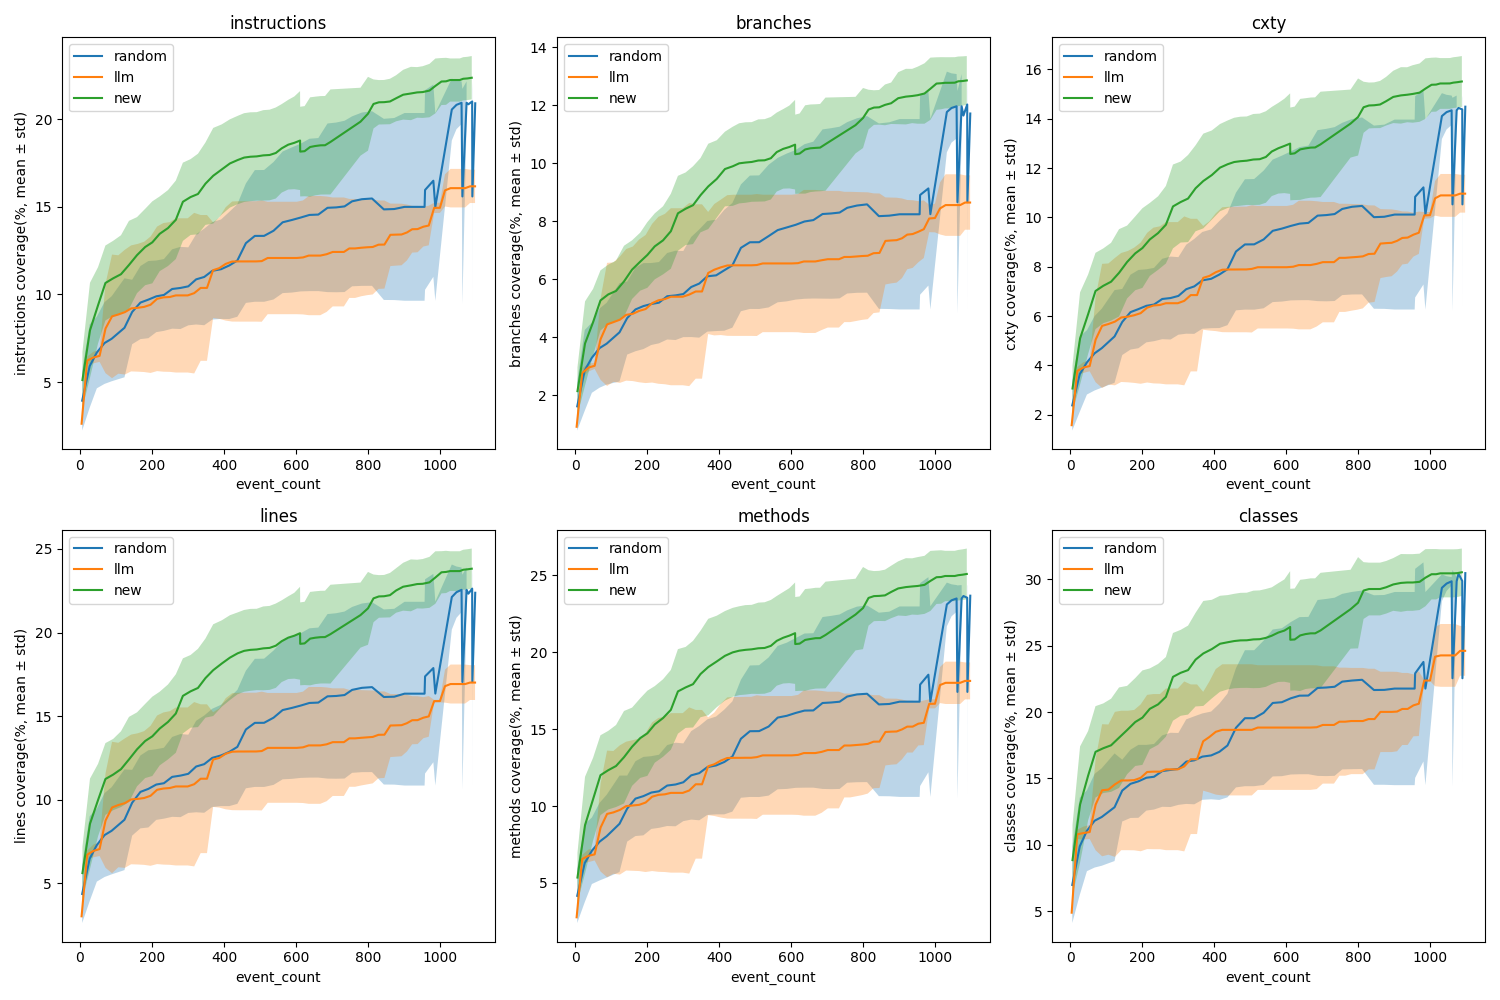 instructions
random
llm
new
instructions coverage(%, mean ± std)
20
15
10
5
0 200 400 600 800 1000
event_count
branches
random
llm
new
branches coverage(%, mean ± std)
14
12
10
8
6
4
2
0 200 400 600 800 1000
event_count
cxty
random
llm
new
cxty coverage(%, mean ± std)
16
14
12
10
8
6
4
2
0 200 400 600 800 1000
event_count
lines
random
llm
new
lines coverage(%, mean ± std)
25
20
15
10
5
0 200 400 600 800 1000
event_count
methods
random
llm
new
methods coverage(%, mean ± std)
25
20
15
10
5
0 200 400 600 800 1000
event_count
classes
random
llm
new
classes coverage(%, mean ± std)
30
25
20
15
10
5
0 200 400 600 800 1000
event_count